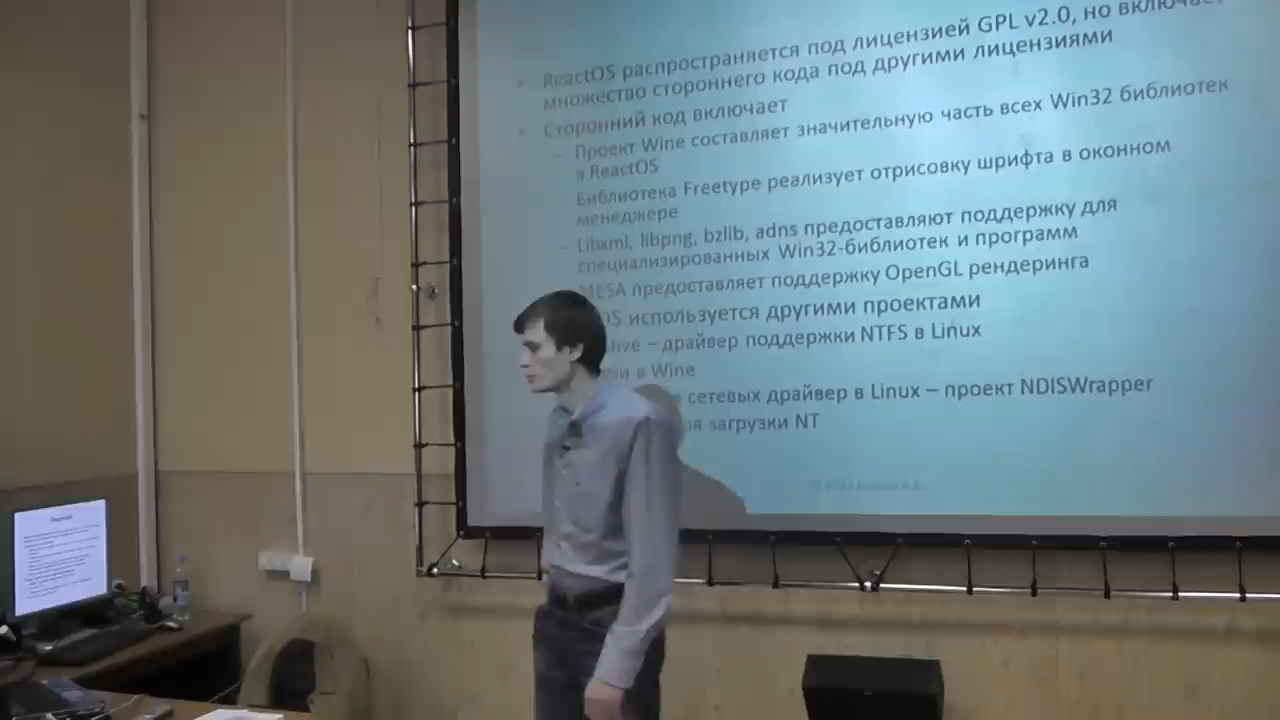 ReactOS распространяется под лицензией GPL v2.0, но включает
множество стороннего кода под другими лицензиями
Сторонний код включает
– Проект Wine составляет значительную часть всех Win32 библиотек
в ReactOS
Библиотека Freetype реализует отрисовку шрифта в оконном
менеджере
– Libxml, libpng, bzlib, adns предоставляют поддержку для
специализированных Win32-библиотек и программ
MESA предоставляет поддержку OpenGL рендеринга
OS используется другими проектами
– драйвер поддержки NTFS в Linux
в Wine
сетевых драйвер в Linux – проект NDISWrapper
загрузки NT